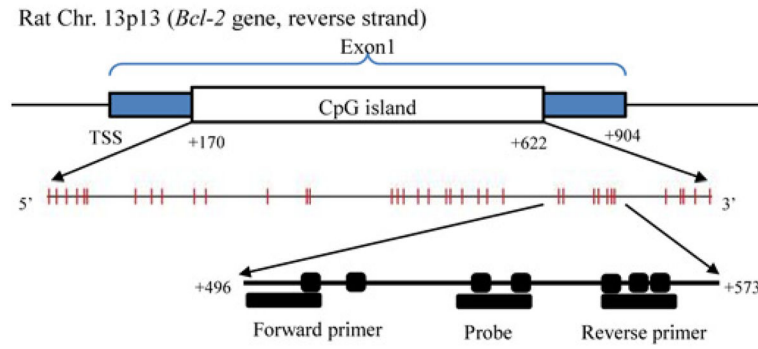 Rat Chr. 13p13 (Bcl-2 gene, reverse strand)
Exon1
CpG island
TSS
+170
+622
+904
5’
3’
+496
+573
Forward primer
Probe
Reverse primer